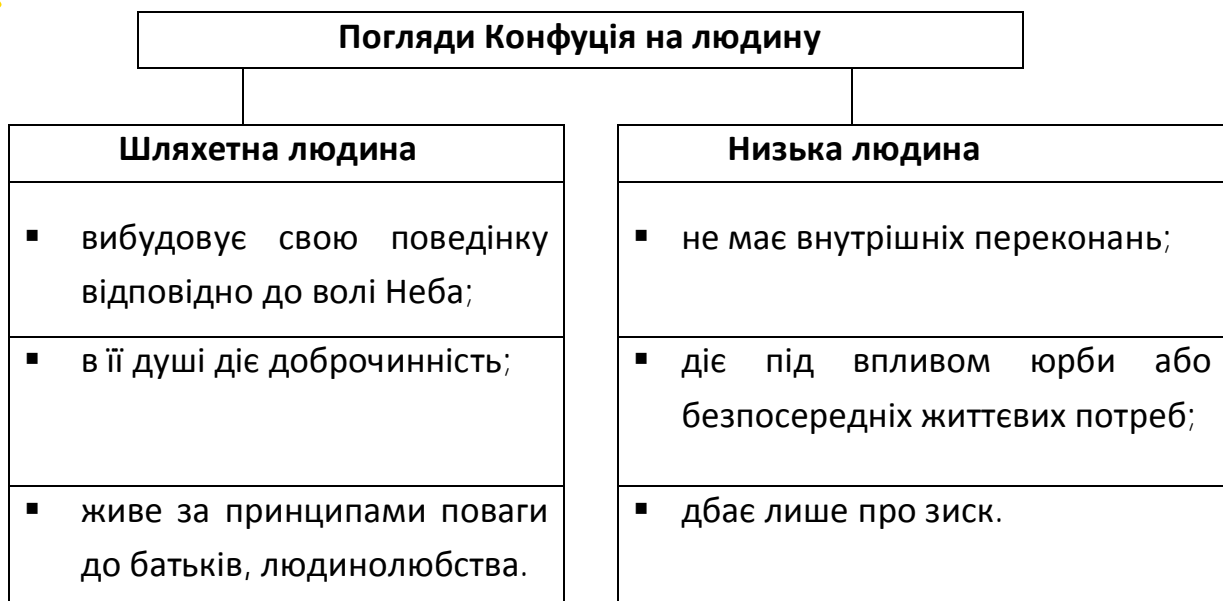 Погляди Конфуція на людину
Шляхетна людина
▪ вибудовує свою поведінку
відповідно до волі Неба;
▪ в її душі діє доброчинність;
▪ живе за принципами поваги
до батьків, людинолюбства.
Низька людина
▪ не має внутрішніх переконань;
▪ діє під впливом юрби або
безпосередніх життєвих потреб;
▪ дбає лише про зиск.